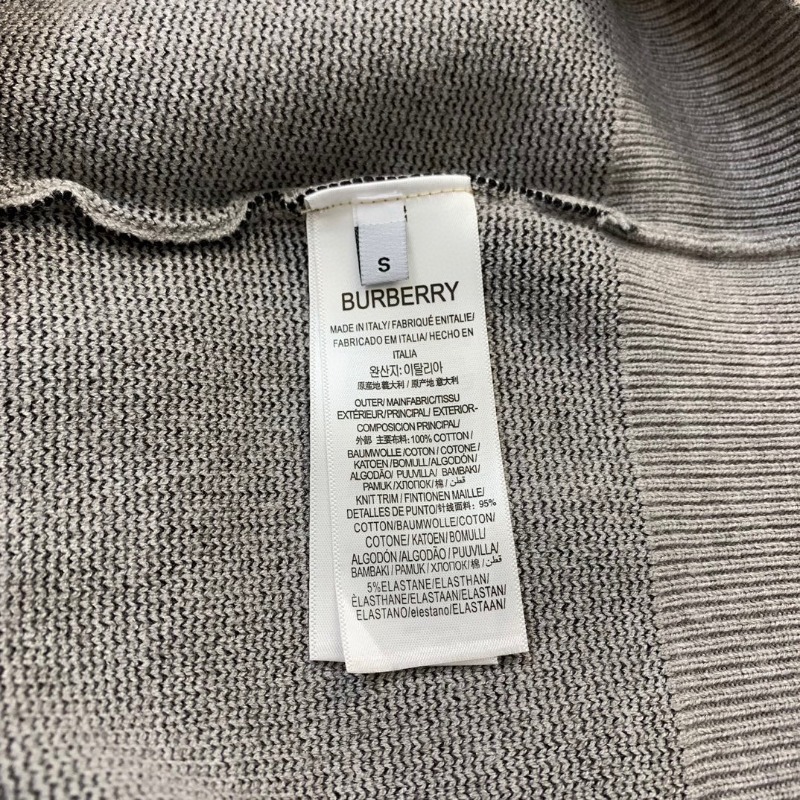 S
BURBERRY
MADE IN ITALY/ FABRIQUÉ ENITALIE/
FABRICADO EM ITALIA/ HECHO EN
ITALIA
완산지: 이탈리아
原産地 義大利 / 原产地 意大利
OUTER/ MAINFABRIC/TISSU
EXTÉRIEUR/PRINCIPAL/ EXTERIOR-
COMPOSICION PRINCIPAL/
外部 主要布料: 100% COTTON/
BAUMWOLLE /COTON / COTONE /
KATOEN /BOMULL/ ALGODÓN/
ALGODÃO/ PUUVILLA/ BAMBAKI/
PAMUK /ХЛОПОК/ 棉/ قطن/
KNIT TRIM / FINTIONEN MAILLE/
DETALLES DE PUNTO/针线面料: 95%
COTTON/BAUMWOLLE/COTON/
COTONE/ KATOEN/ BOMULL/
ALGODÓN /ALGODÃO/ PUUVILLA/
BAMBAKI / PAMUK / ХЛОПОК/ 棉/ قطن/
5%ELASTANE/ELASTHAN/
ÈLASTHANE/ELASTAAN/ELASTAN/
ELASTANO/elestano/ELASTAAN/